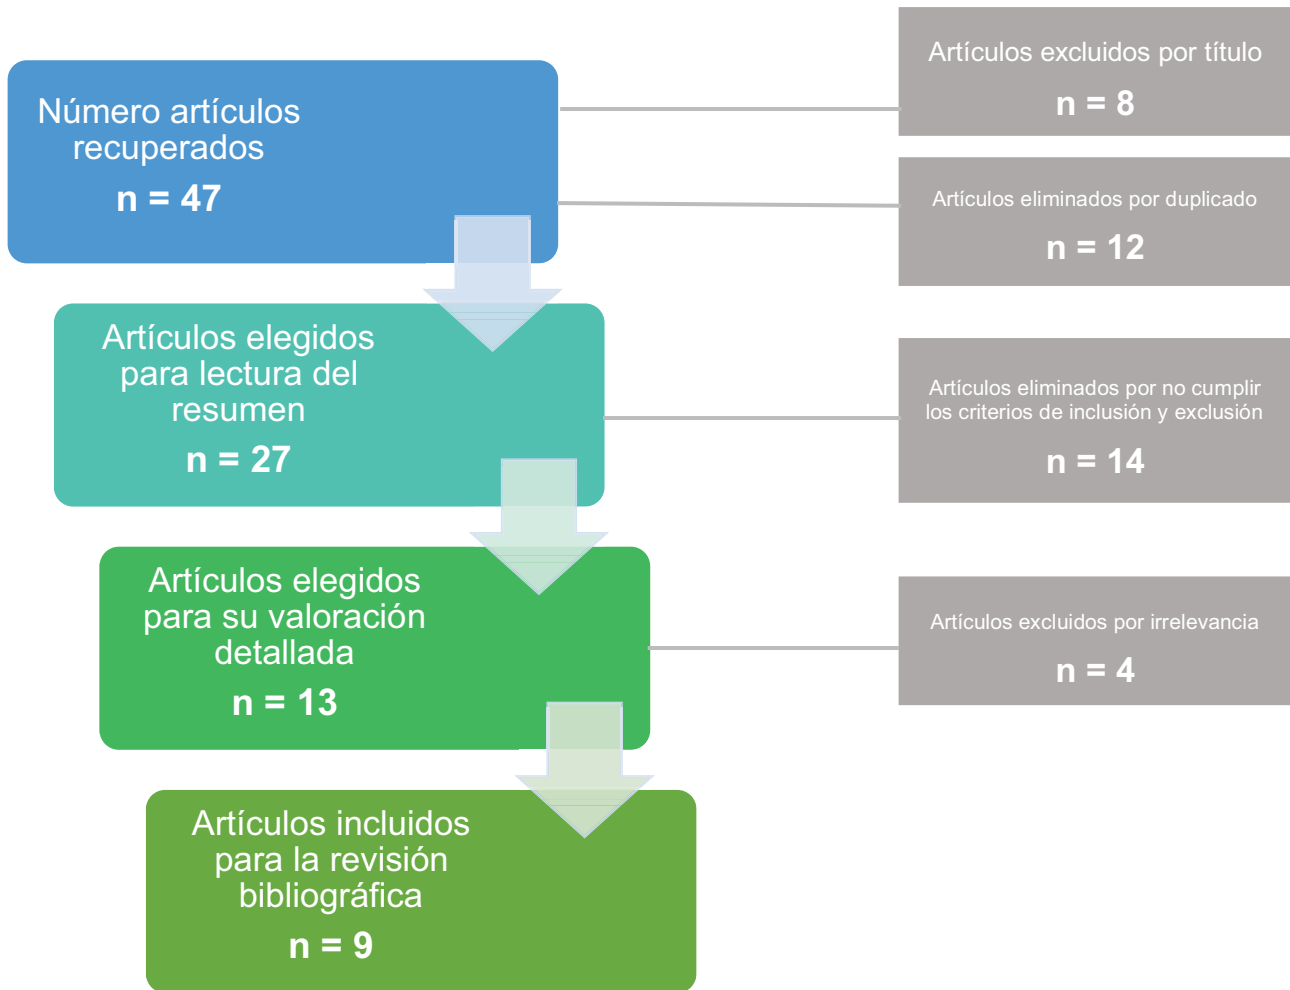 Número artículos
recuperados
n = 47
Artículos excluidos por título
n = 8
Artículos eliminados por duplicado
n = 12
Artículos elegidos
para lectura del
resumen
n = 27
Artículos eliminados por no cumplir
los criterios de inclusión y exclusión
n = 14
Artículos elegidos
para su valoración
detallada
n = 13
Artículos excluidos por irrelevancia
n = 4
Artículos incluidos
para la revisión
bibliográfica
n = 9